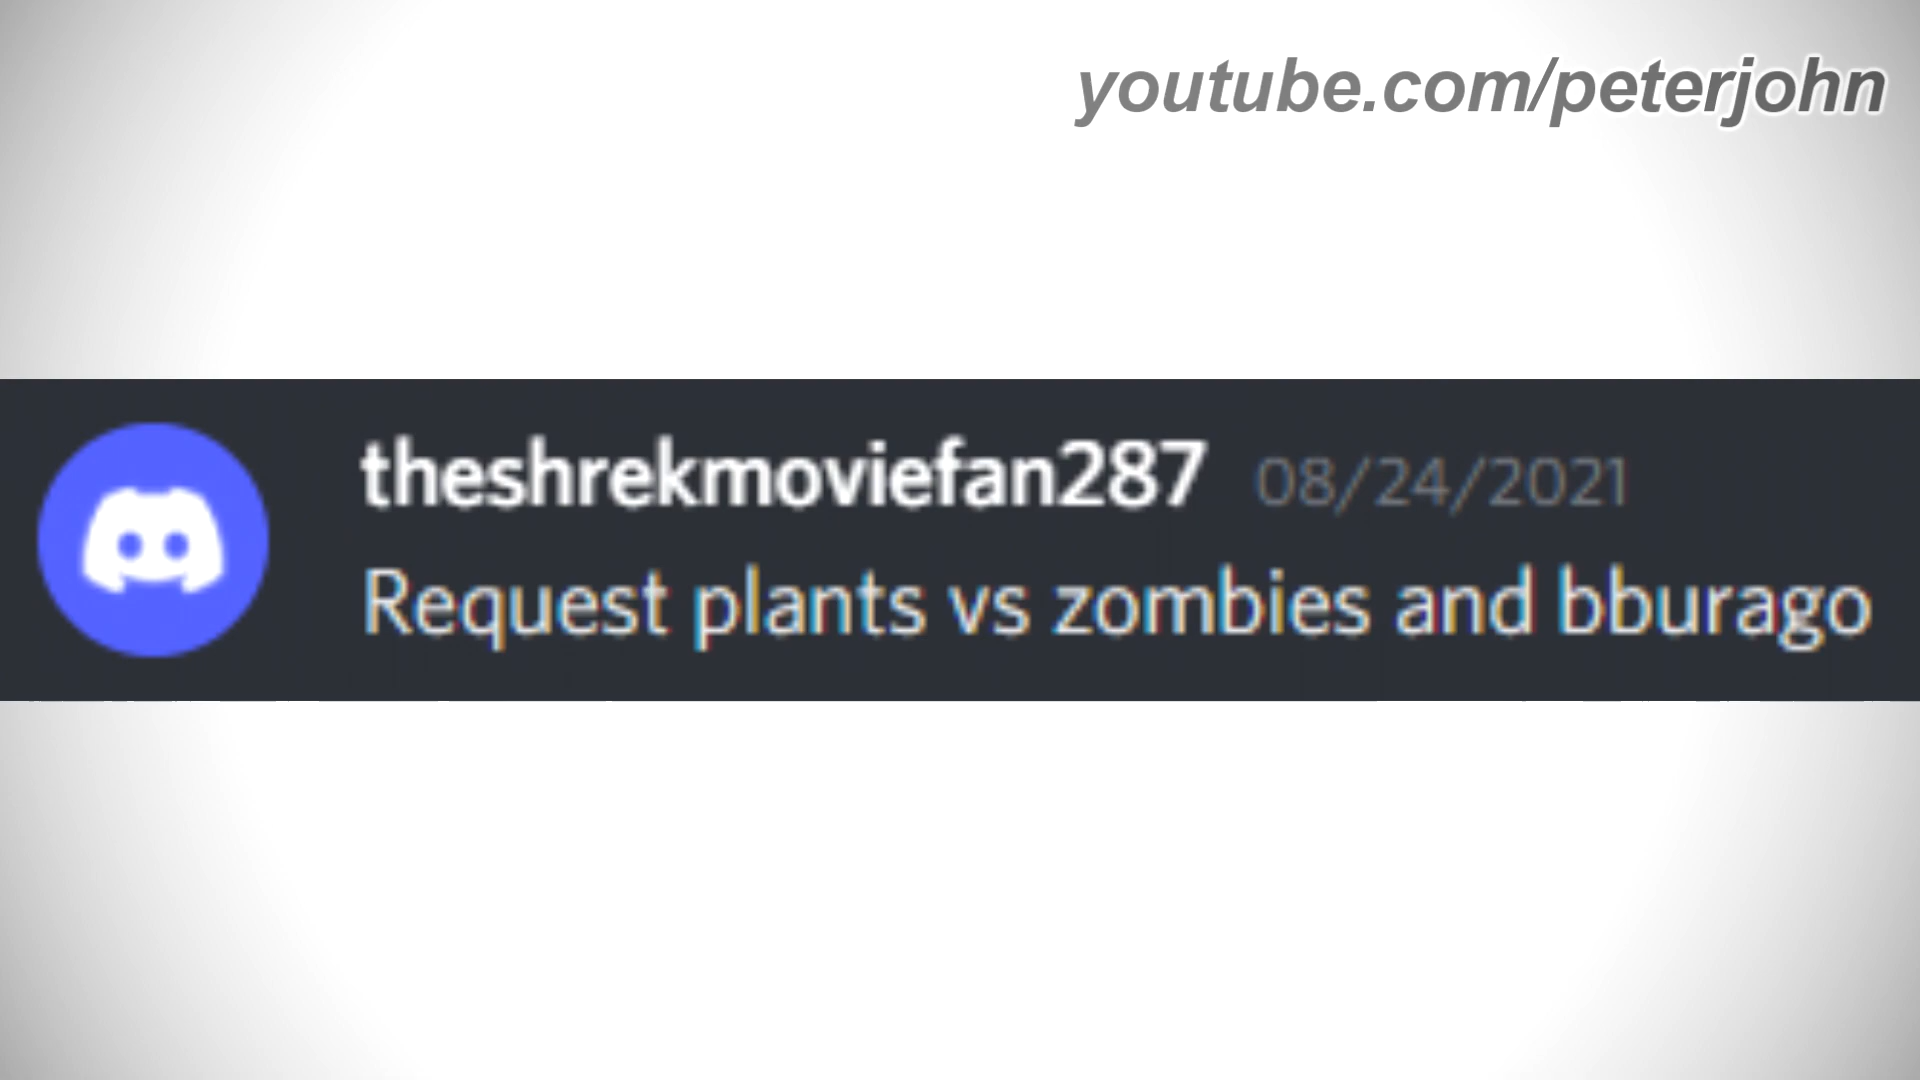 youtube.com/peterjohn
theshrekmoviefan287 08/24/2021
Request plants vs zombies and bburago